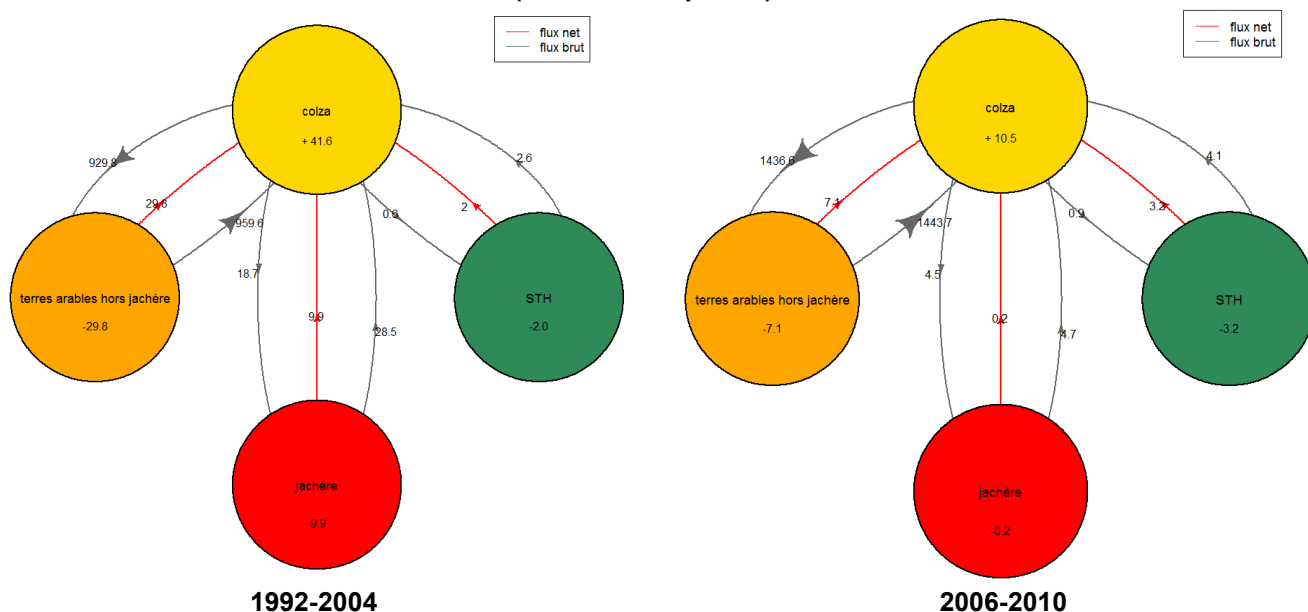 flux net
flux brut
colza
+ 41.6
929.8
29.8
959.6
2.6
2
0.6
18.7
9.9
28.5
terres arables hors jachère
-29.8
STH
-2.0
jachère
-9.9
1992-2004
flux net
flux brut
colza
+ 10.5
1436.6
7.1
1443.7
4.1
3.2
0.9
4.5
0.2
4.7
terres arables hors jachère
-7.1
STH
-3.2
jachère
-0.2
2006-2010